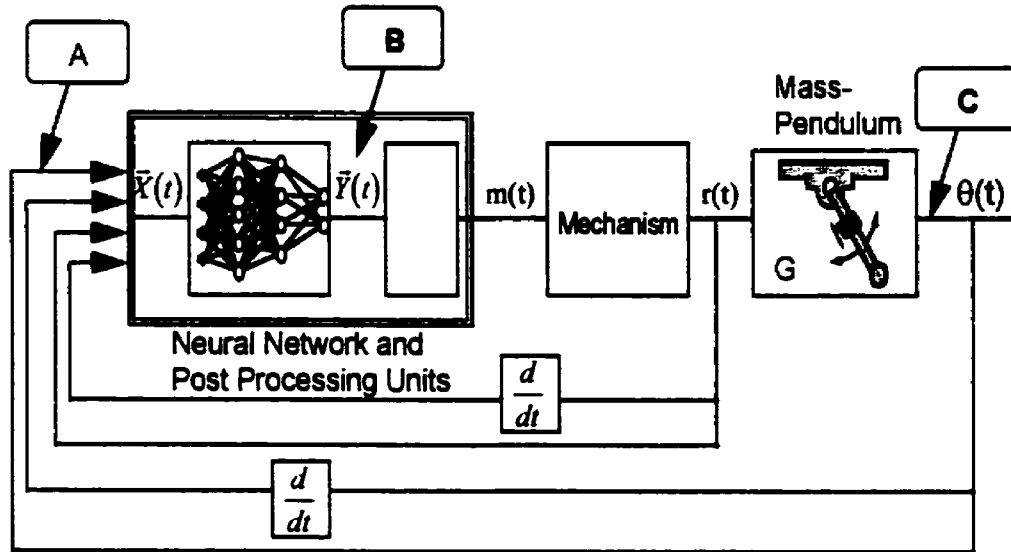 A
B
C
Mass-
Pendulum
X⃗(t)
Y⃗(t)
m(t)
Mechanism
r(t)
G
θ(t)
Neural Network and
Post Processing Units
d
dt
d
dt